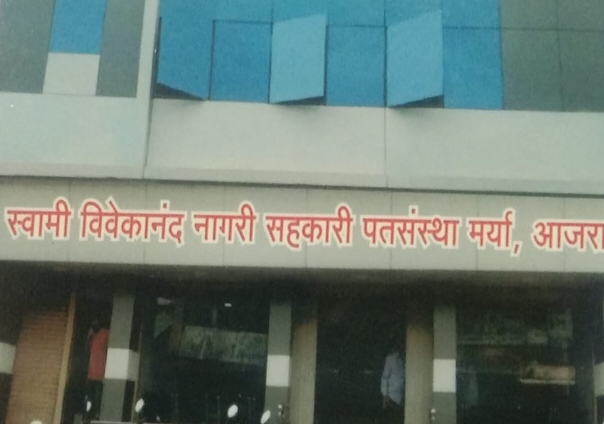 स्वामी विवेकानंद नागरी सहकारी पतसंस्था मर्या, आजरा